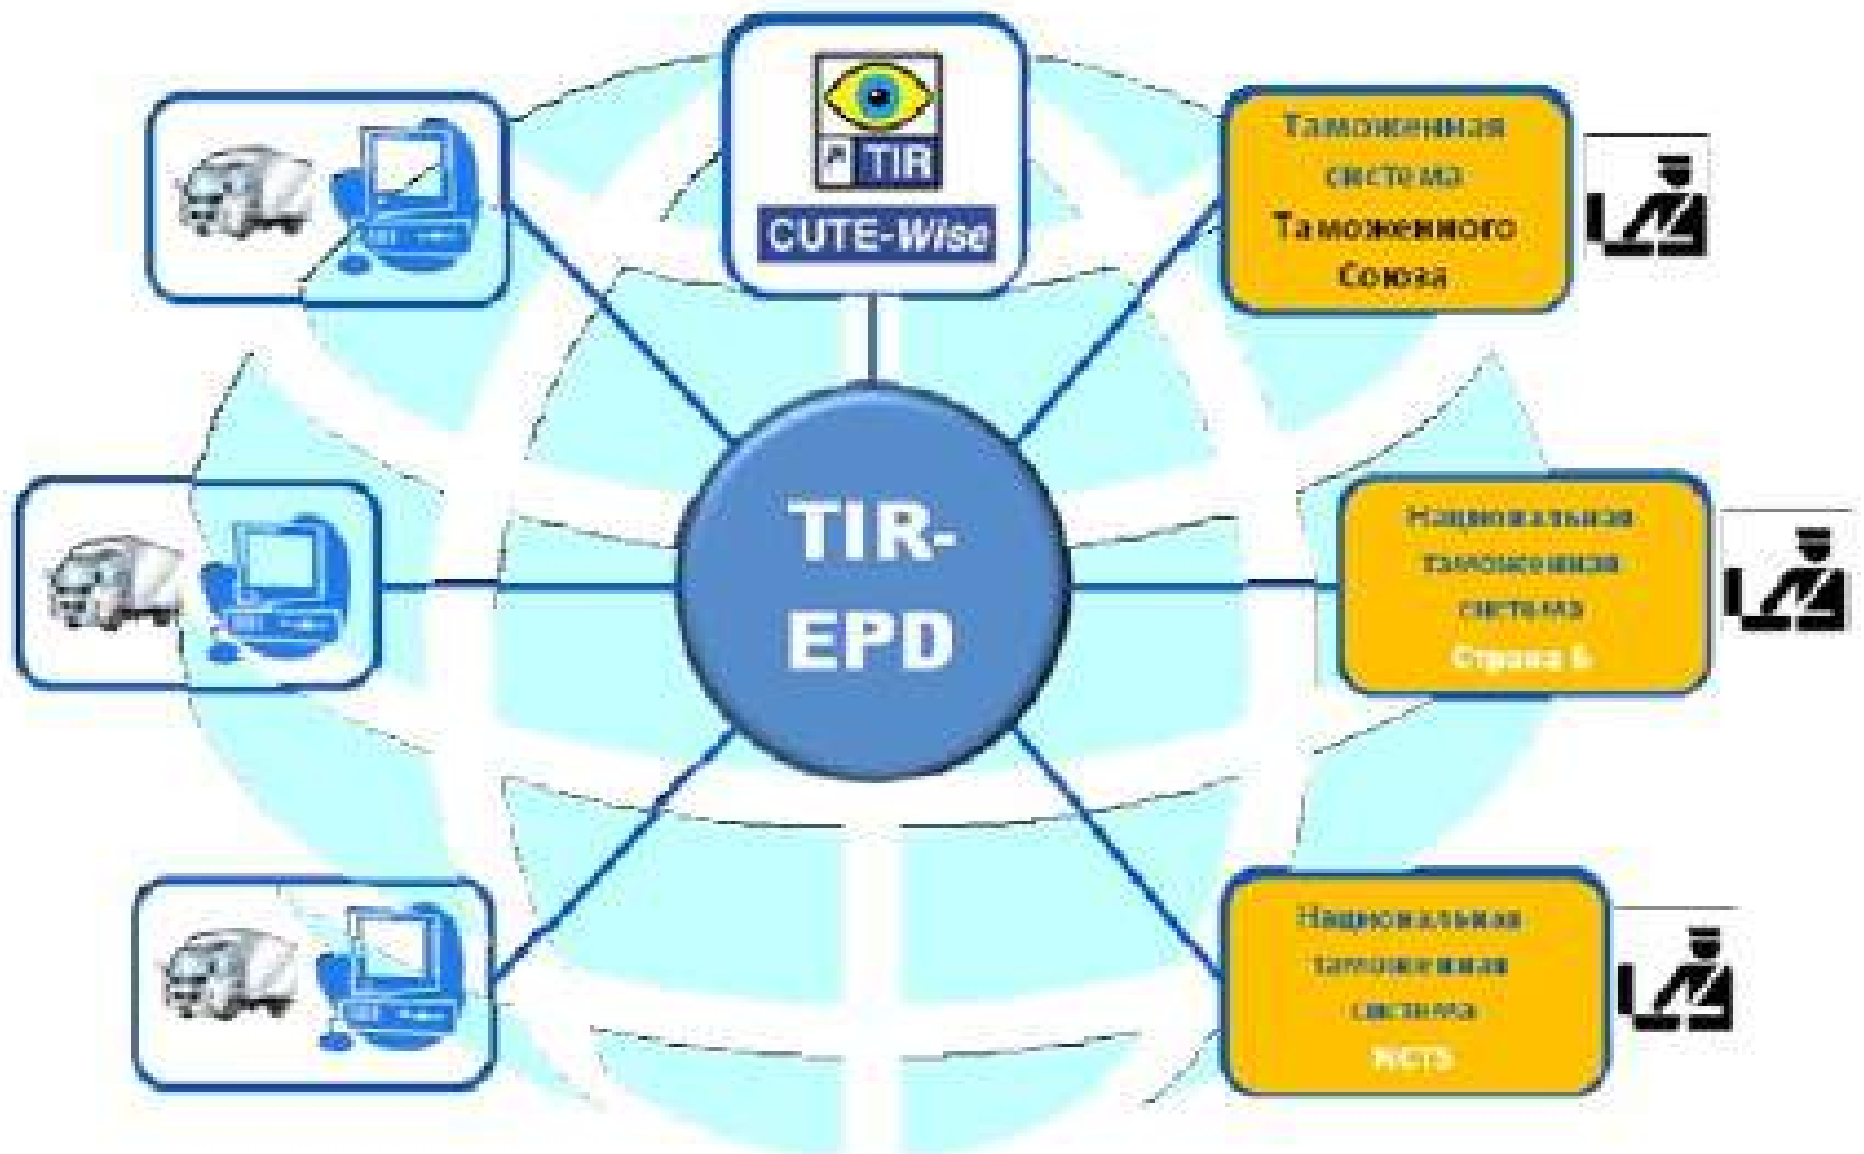 TIR
CUTE-Wise
Таможенная
система
Таможенного
Союза
TIR-
EPD
Национальная
таможенная
система
Страна Б
Национальная
таможенная
система
NCTS